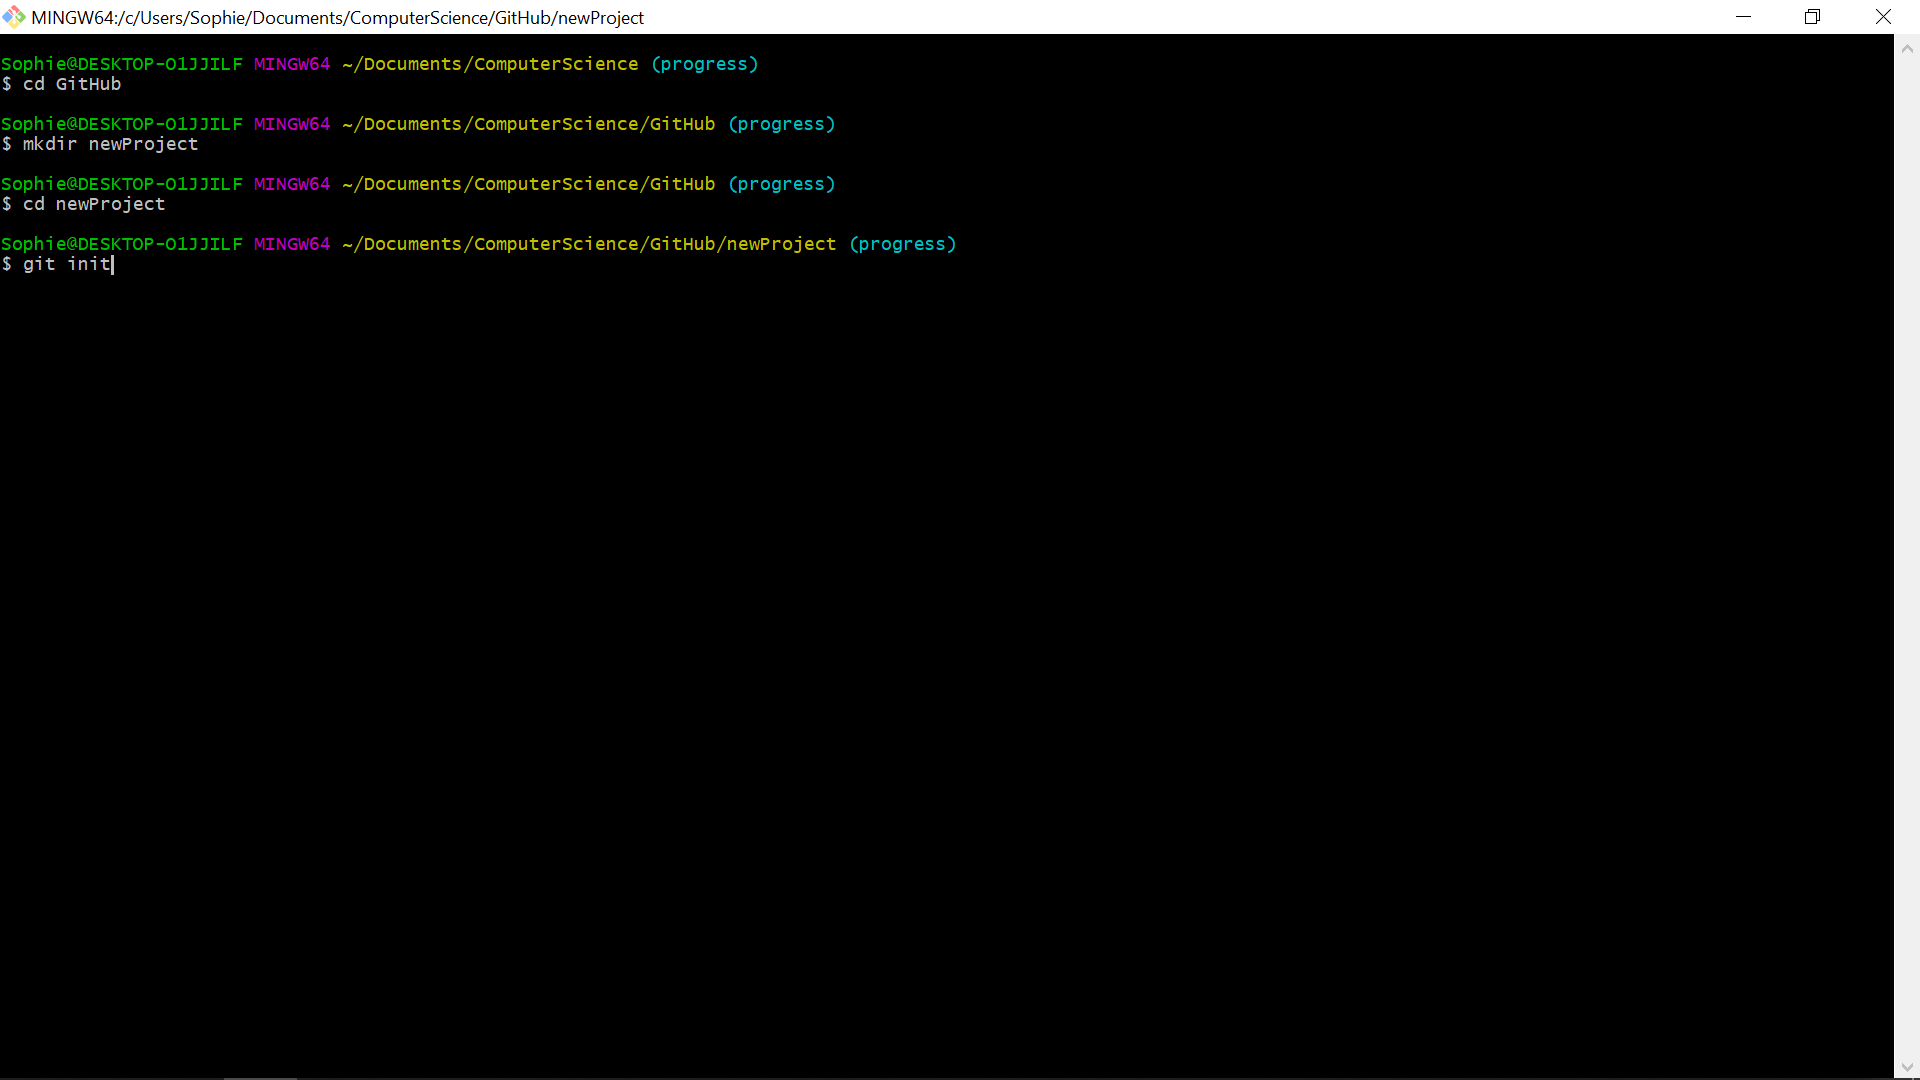 MINGW64:/c/Users/Sophie/Documents/ComputerScience/GitHub/newProject
Sophie@DESKTOP-O1JJILF MINGW64 ~/Documents/ComputerScience (progress)
$ cd GitHub
Sophie@DESKTOP-O1JJILF MINGW64 ~/Documents/ComputerScience/GitHub (progress)
$ mkdir newProject
Sophie@DESKTOP-O1JJILF MINGW64 ~/Documents/ComputerScience/GitHub (progress)
$ cd newProject
Sophie@DESKTOP-O1JJILF MINGW64 ~/Documents/ComputerScience/GitHub/newProject (progress)
$ git init